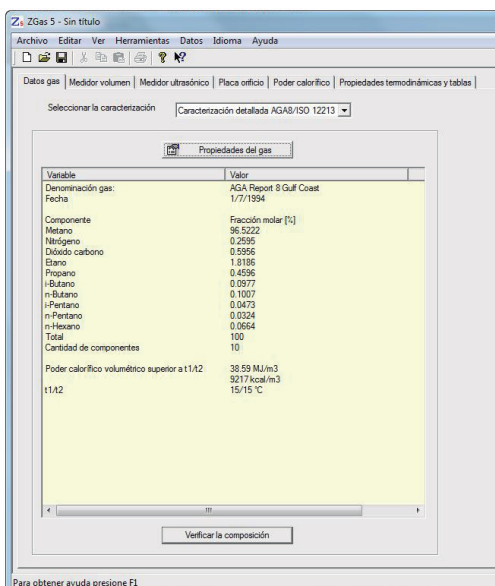 ZGas 5 - Sin título
Archivo Editar Ver Herramientas Datos Idioma Ayuda
Datos gas Medidor volumen Medidor ultrasónico Placa orificio Poder calorífico Propiedades termodinámicas y tablas
Seleccionar la caracterización Caracterización detallada AGA8/ISO 12213
Propiedades del gas
Variable Valor
Denominación gas: AGA Report 8 Gulf Coast
Fecha 1/7/1994
Componente Fracción molar [%]
Metano 96.5222
Nitrógeno 0.2595
Dióxido carbono 0.5956
Etano 1.8186
Propano 0.4596
i-Butano 0.0977
n-Butano 0.1007
i-Pentano 0.0473
n-Pentano 0.0324
n-Hexano 0.0664
Total 100
Cantidad de componentes 10
Poder calorífico volumétrico superior a t1/t2 38.59 MJ/m3
9217 kcal/m3
t1/t2 15/15 °C
Verificar la composición
Para obtener ayuda presione F1